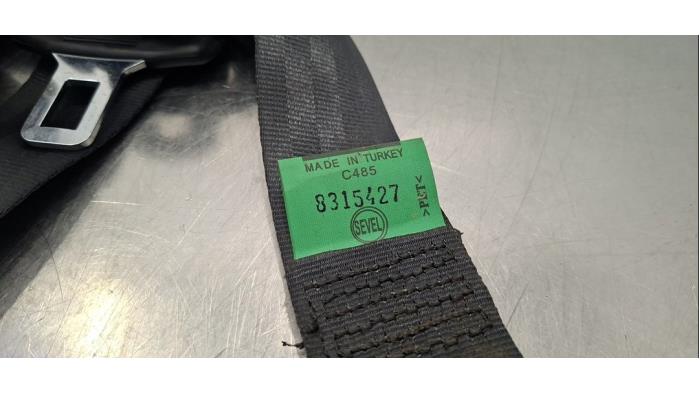 MADE IN TURKEY
C485
8315427
SEVEL
>PET<